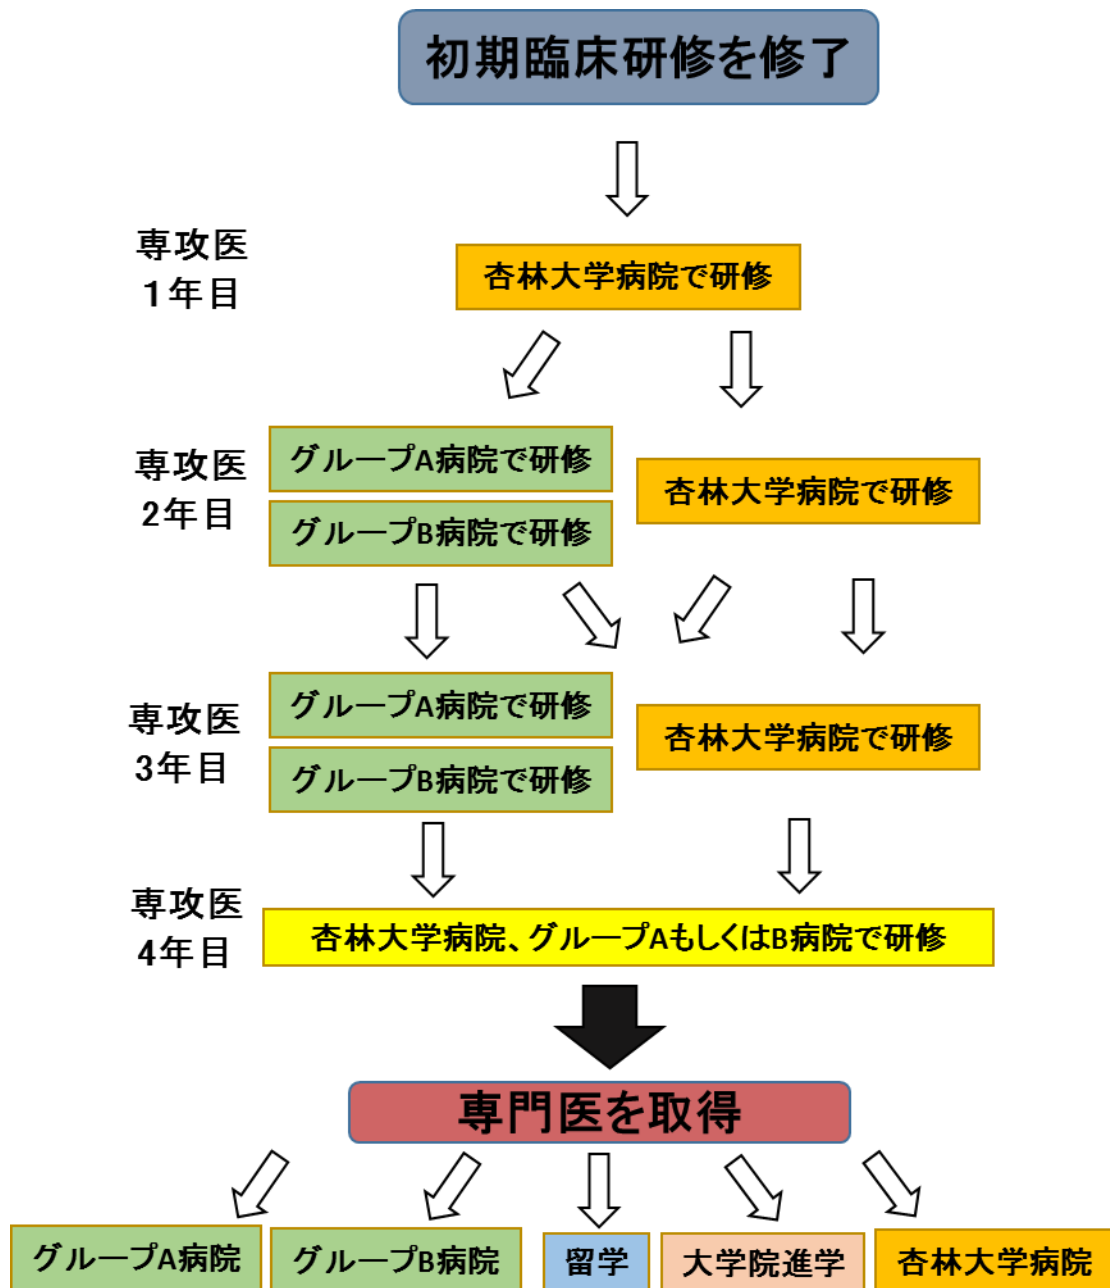 初期臨床研修を修了
専攻医
1年目
杏林大学病院で研修
専攻医
2年目
グループA病院で研修
グループB病院で研修
杏林大学病院で研修
専攻医
3年目
グループA病院で研修
グループB病院で研修
杏林大学病院で研修
専攻医
4年目
杏林大学病院、グループAもしくはB病院で研修
専門医を取得
グループA病院
グループB病院
留学
大学院進学
杏林大学病院